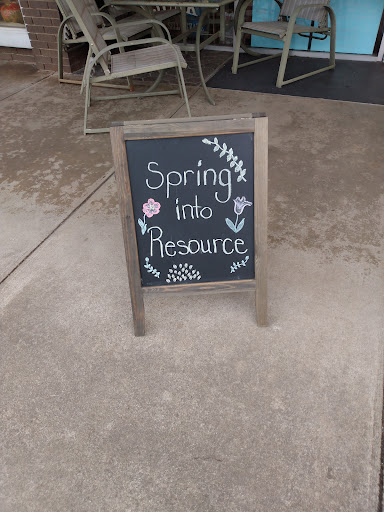 Spring
into
Resource